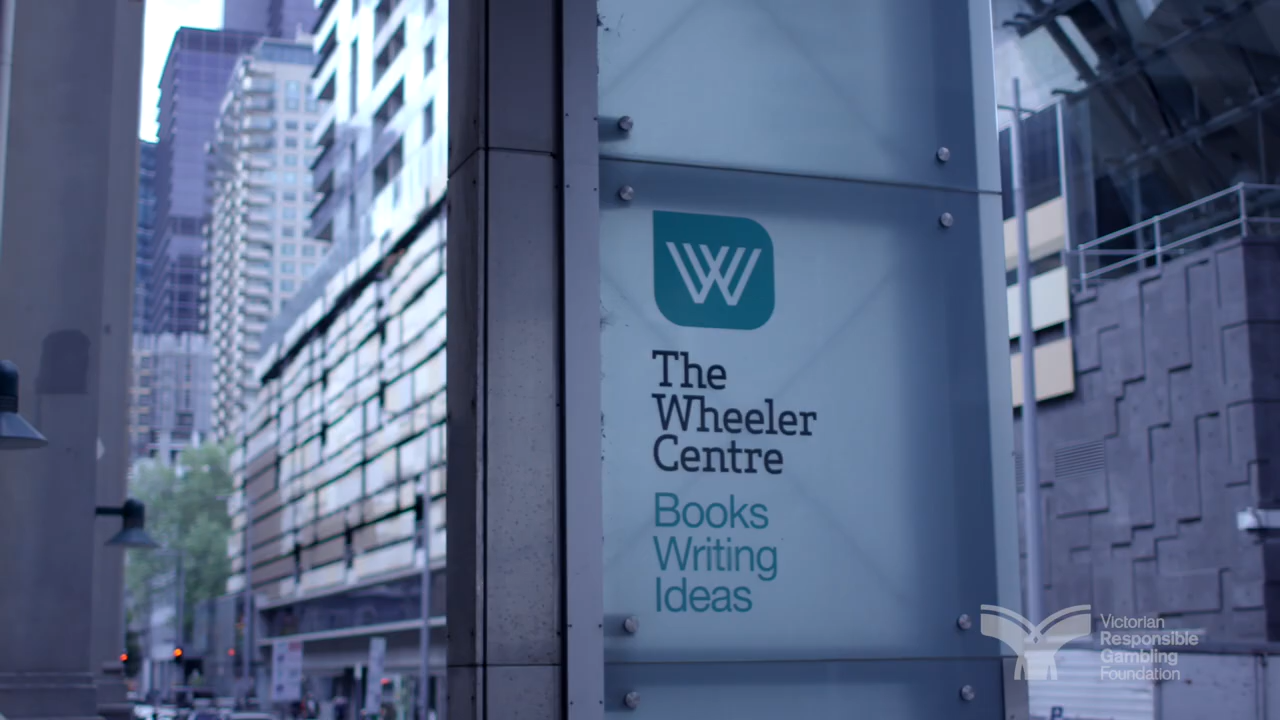 W
The
Wheeler
Centre
Books
Writing
Ideas
Victorian
Responsible
Gambling
Foundation